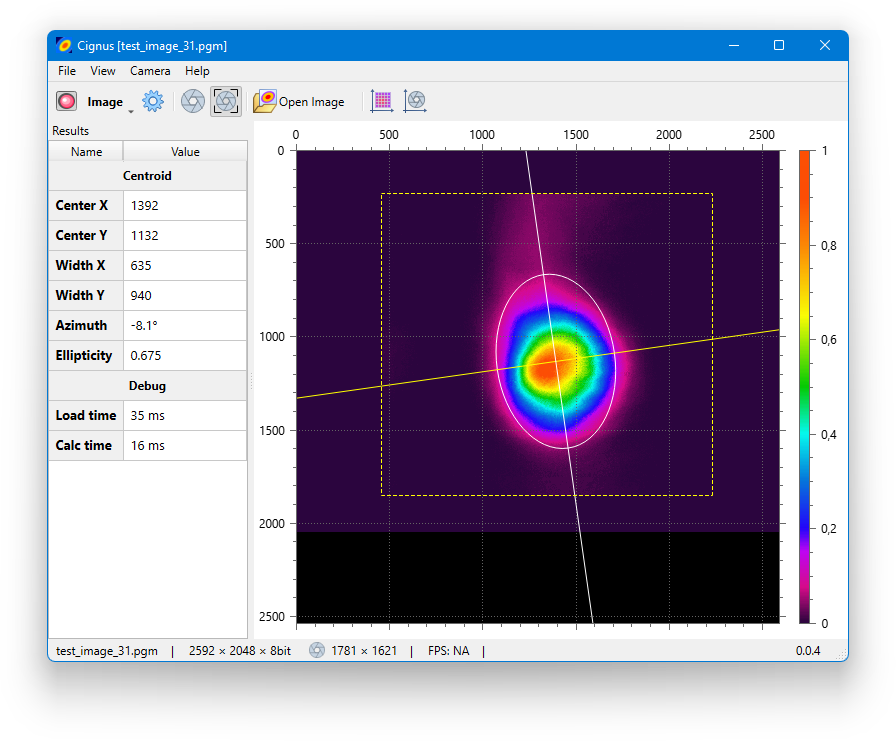 Cignus [test_image_31.pgm]
File View Camera Help
Image Open Image
Results
Name Value
Centroid
Center X 1392
Center Y 1132
Width X 635
Width Y 940
Azimuth -8.1°
Ellipticity 0.675
Debug
Load time 35 ms
Calc time 16 ms
0 500 1000 1500 2000 2500
0
500
1000
1500
2000
2500
1
0,8
0,6
0,4
0,2
0
test_image_31.pgm | 2592 × 2048 × 8bit 1781 × 1621 | FPS: NA | 0.0.4